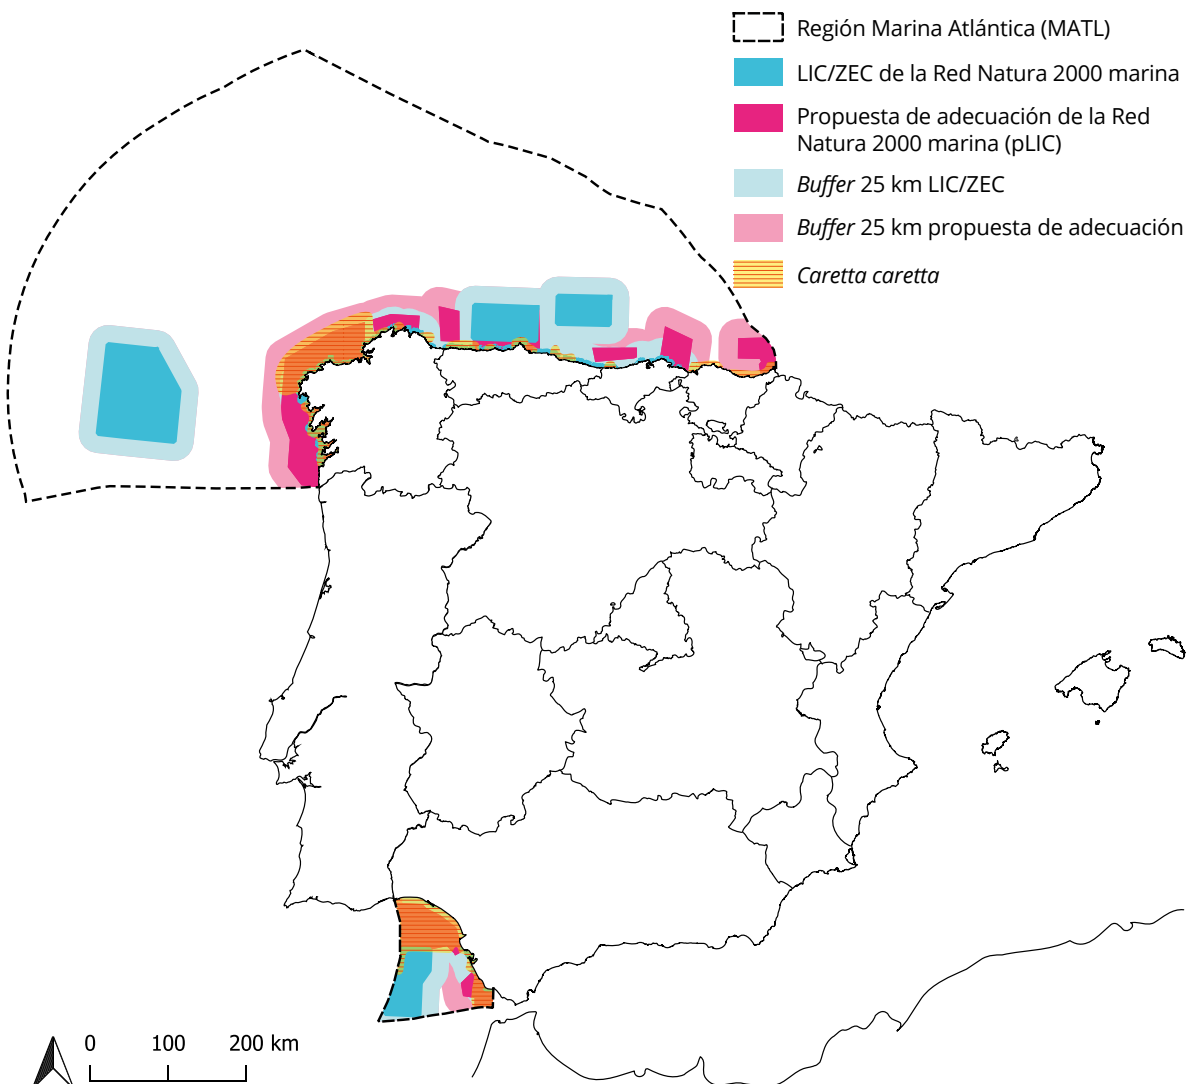 Región Marina Atlántica (MATL)
LIC/ZEC de la Red Natura 2000 marina
Propuesta de adecuación de la Red
Natura 2000 marina (pLIC)
Buffer 25 km LIC/ZEC
Buffer 25 km propuesta de adecuación
Caretta caretta
0 100 200 km